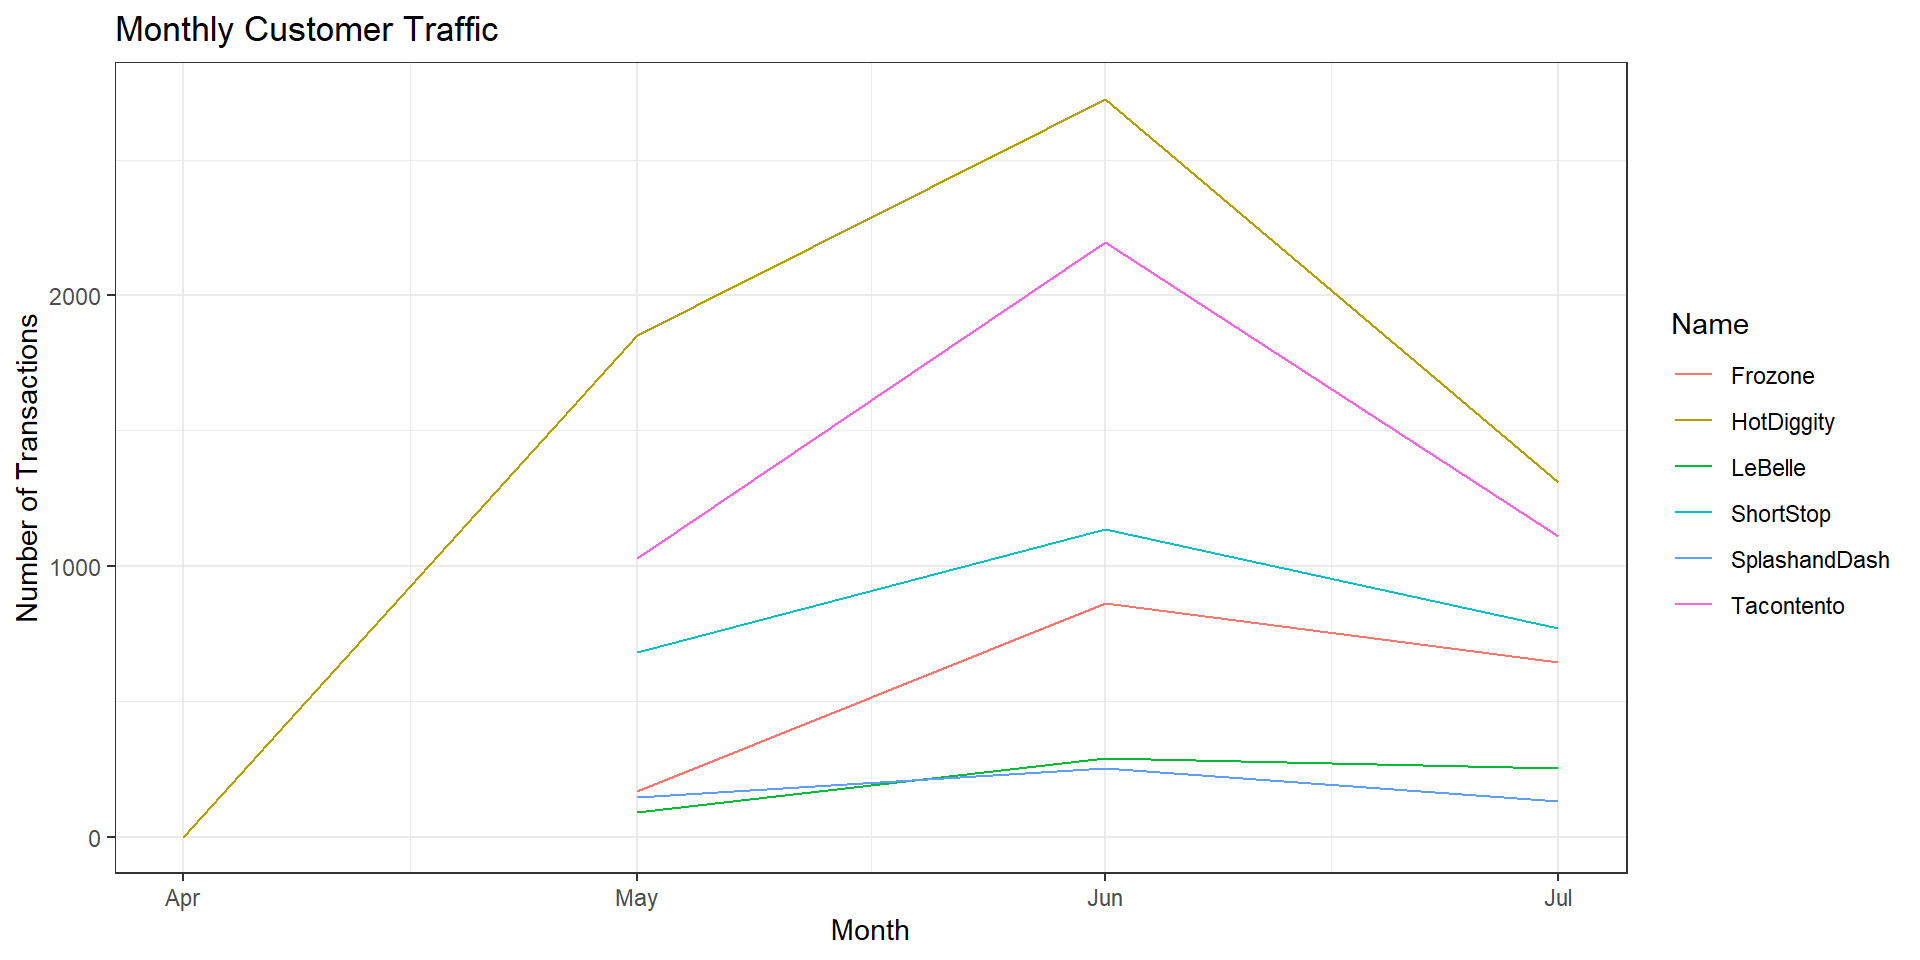 Monthly Customer Traffic
Number of Transactions
2000
1000
0
Apr
May
Jun
Jul
Month
Name
Frozone
HotDiggity
LeBelle
ShortStop
SplashandDash
Tacontento